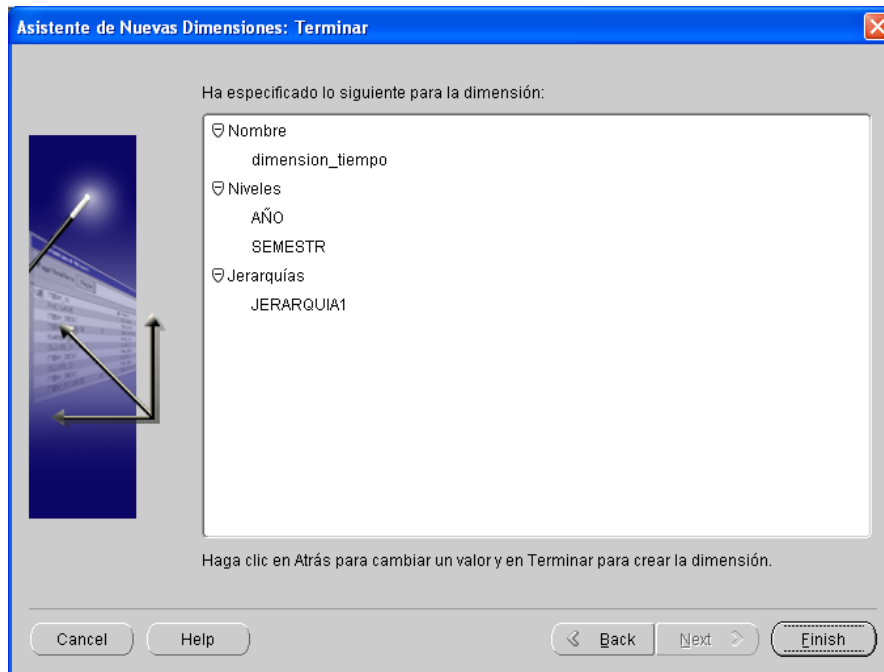 Asistente de Nuevas Dimensiones: Terminar
Ha especificado lo siguiente para la dimensión:
Nombre
dimension_tiempo
Niveles
AÑO
SEMESTR
Jerarquías
JERARQUIA1
Haga clic en Atrás para cambiar un valor y en Terminar para crear la dimensión.
Cancel
Help
Back
Next
Finish